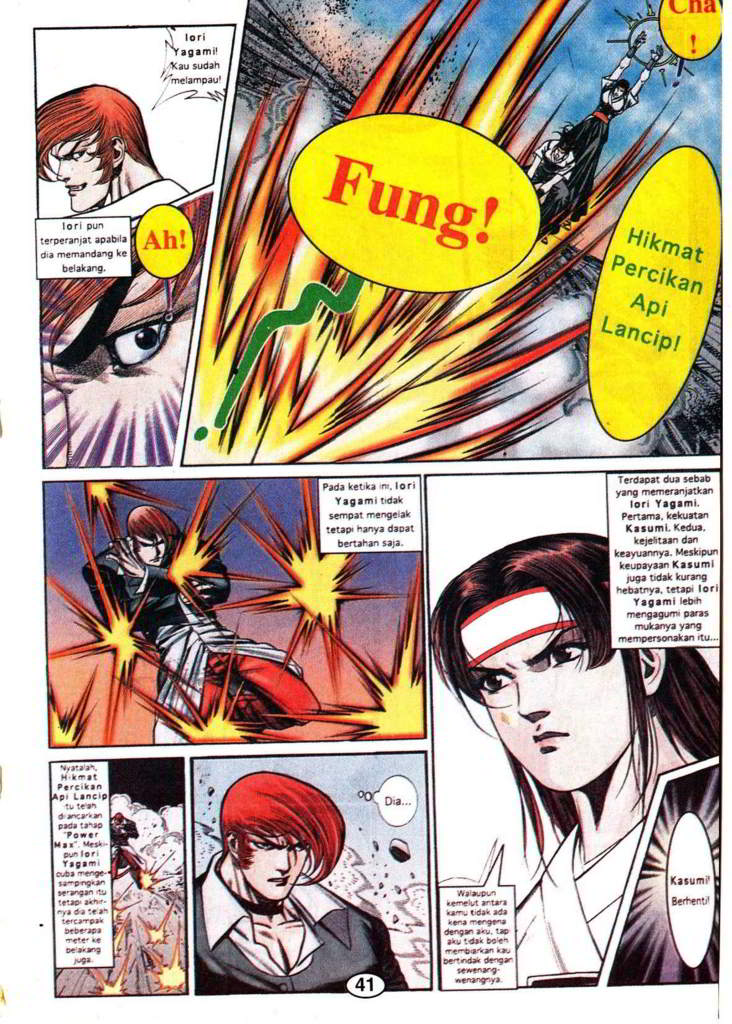 Iori
Yagami!
Kau sudah
melampau!
Cha
!
Fung!
Hikmat
Percikan
Api
Lancip!
Iori pun
terperanjat apabila
dia memandang ke
belakang.
Ah!
Pada ketika ini, Iori
Yagami tidak
sempat mengelak
tetapi hanya dapat
bertahan saja.
Terdapat dua sebab
yang memeranjatkan
Iori Yagami.
Pertama, kekuatan
Kasumi. Kedua,
kejelitaan dan
keayuannya. Meskipun
keupayaan Kasumi
juga tidak kurang
hebatnya, tetapi Iori
Yagami lebih
mengagumi paras
mukanya yang
mempersonakan itu...
Nyatalah,
Hikmat
Percikan
Api Lancip
itu telah
dilancarkan
pada tahap
"Power
Max". Meski-
pun Iori
Yagami
cuba menge-
sampingkan
serangan itu
tetapi akhir-
nya dia telah
tercampak
beberapa
meter ke
belakang
juga.
Dia...
Walaupun
kemelut antara
kamu tidak ada
kena mengena
dengan aku, tapi
aku tidak boleh
membiarkan kau
bertindak dengan
sewenang-
wenangnya.
Kasumi!
Berhenti!
41